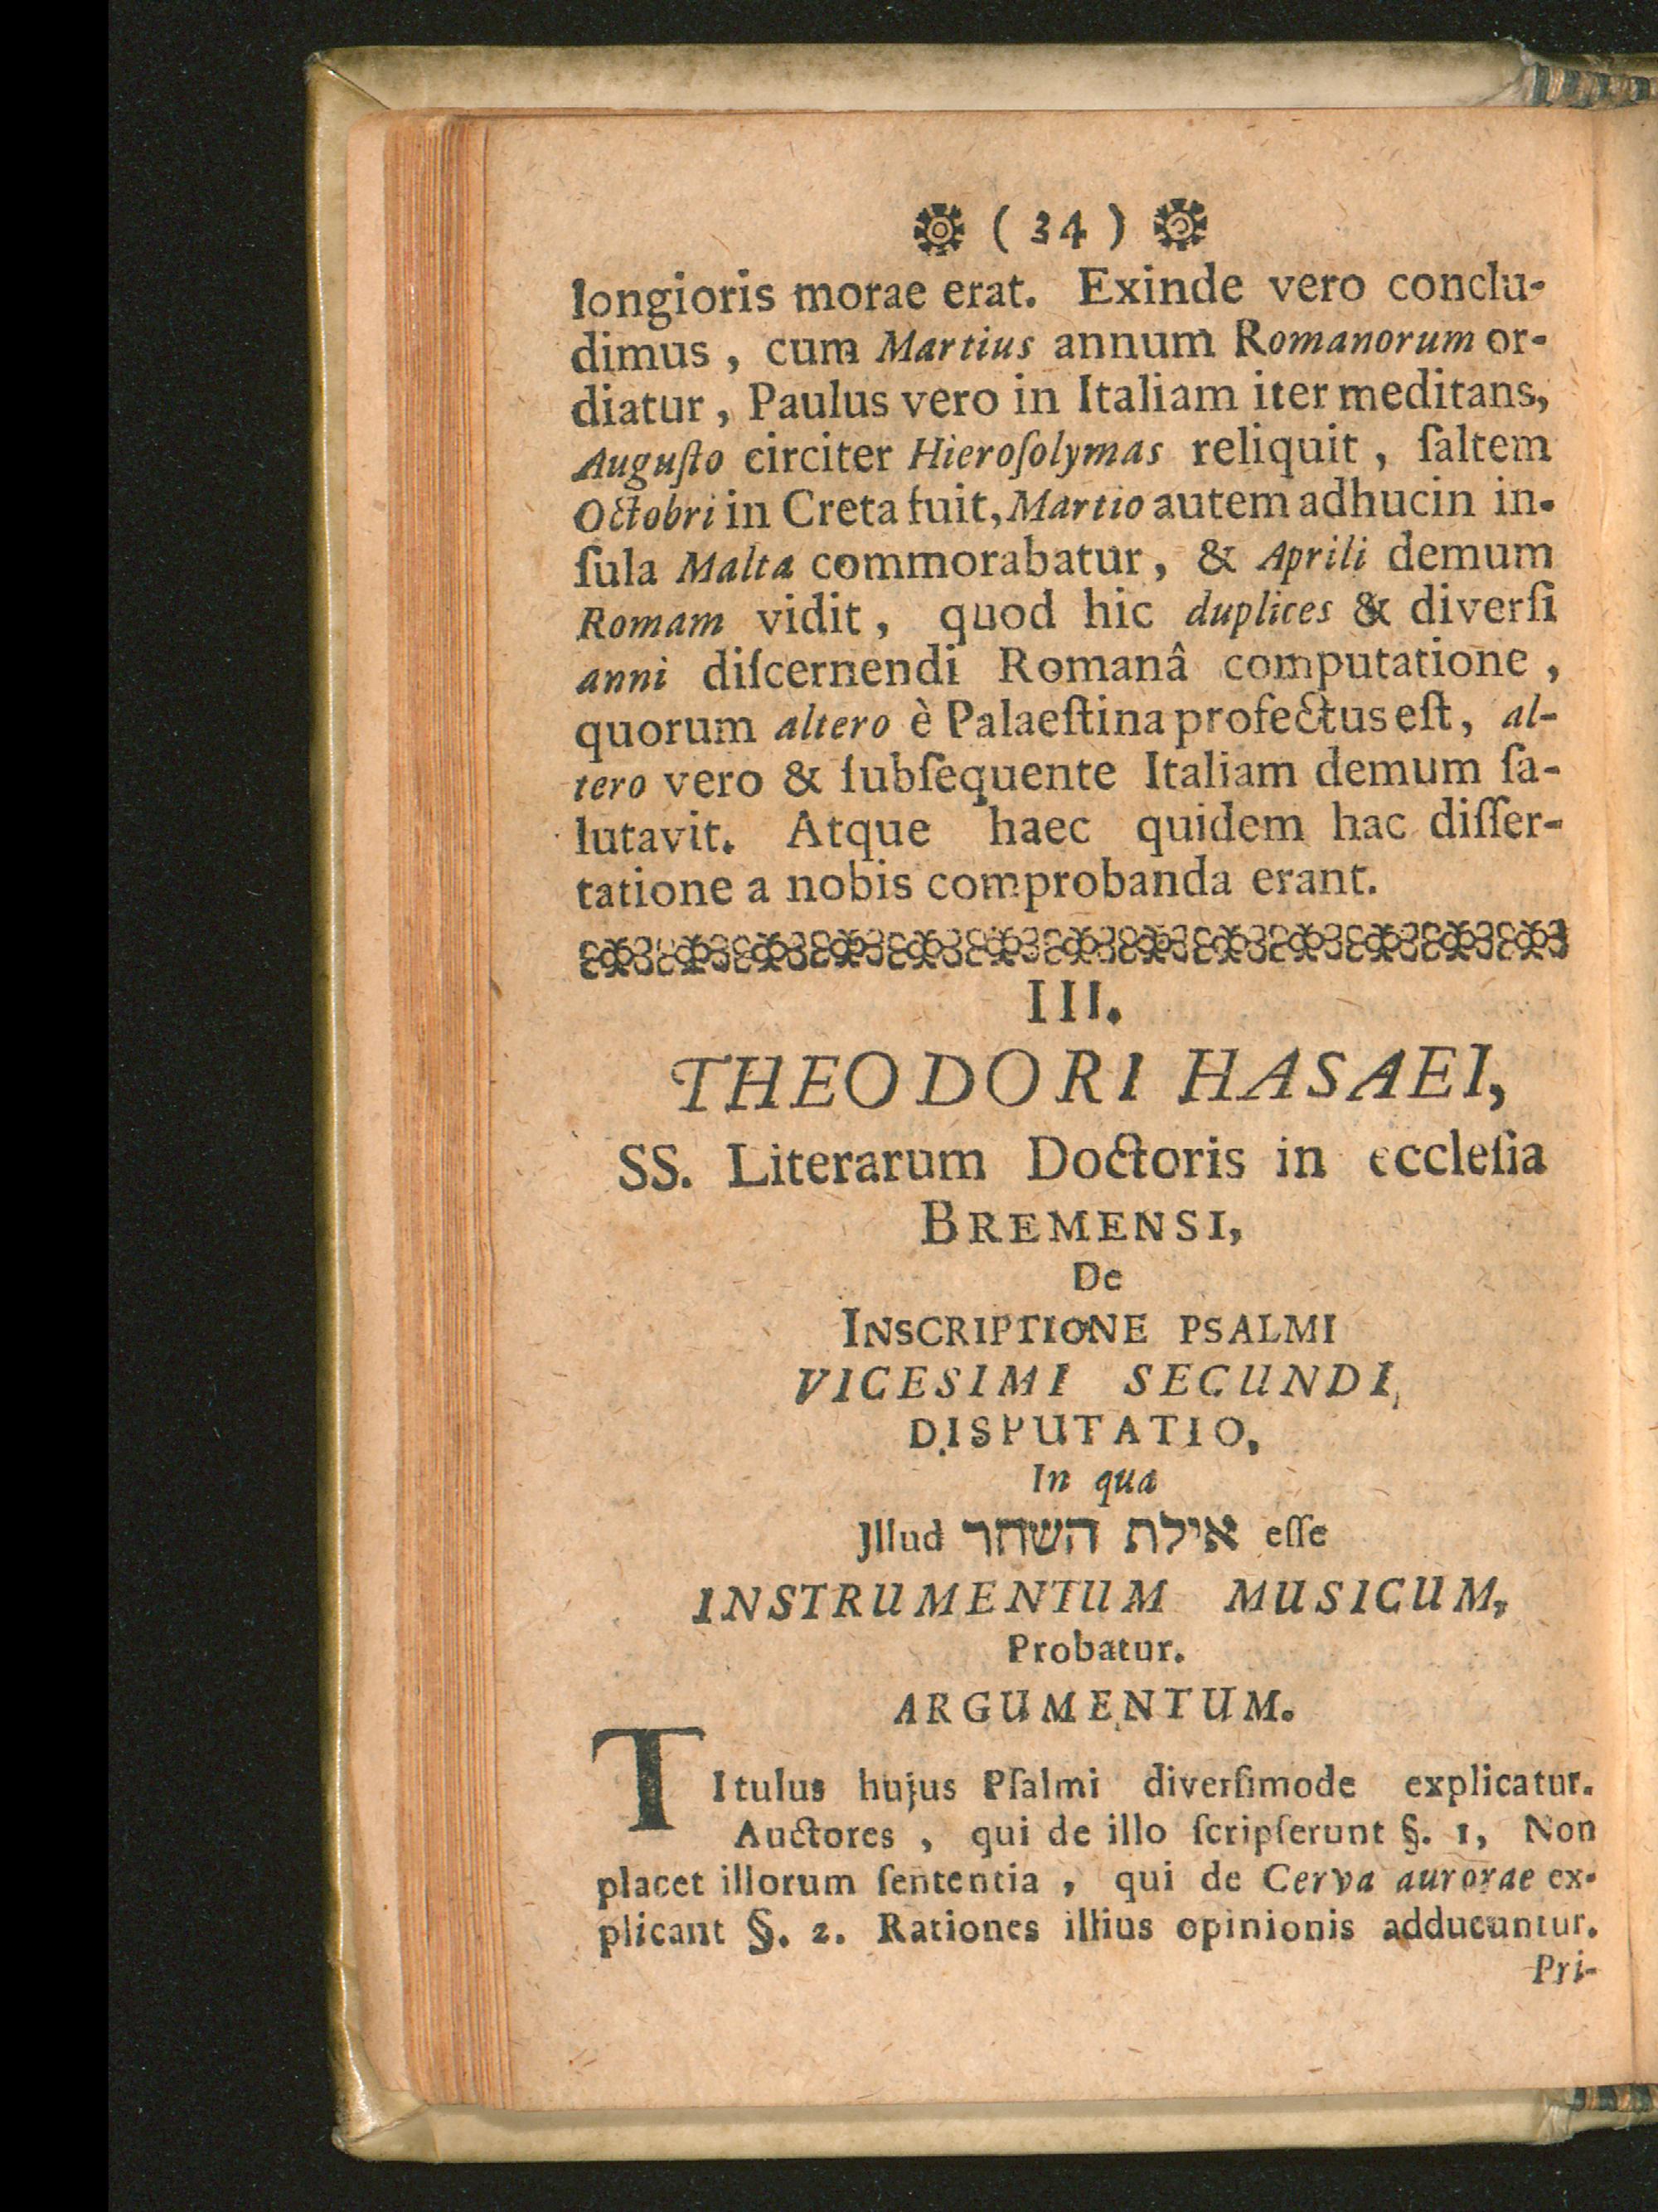 ( 34 )
longioris morae erat. Exinde vero conclu-
dimus , cum Martius annum Romanorum or-
diatur , Paulus vero in Italiam iter meditans,
Auguſto circiter Hieroſolymas reliquit , ſaltem
Octobri in Creta fuit, Martio autem adhuc in in-
ſula Malta commorabatur , & Aprili demum
Romam vidit , quod hic duplices & diverſi
anni diſcernendi Romanâ computatione ,
quorum altero è Palaeſtina profectus eſt , al-
tero vero & ſubſequente Italiam demum ſa-
lutavit. Atque haec quidem hac diſſer-
tatione a nobis comprobanda erant.
III.
THEODORI HASAEI,
SS. Literarum Doctoris in eccleſia
BREMENSI,
De
INSCRIPTIONE PSALMI
VICESIMI SECUNDI,
DISPUTATIO,
In qua
Jllud אילת השחר eſſe
INSTRUMENTUM MUSICUM,
Probatur.
ARGUMENTUM.
TItulus hujus Pſalmi diverſimode explicatur.
Auctores , qui de illo ſcripſerunt §. 1, Non
placet illorum ſententia , qui de Cerva aurorae ex-
plicant §. 2. Rationes illius opinionis adducuntur.
Pri-